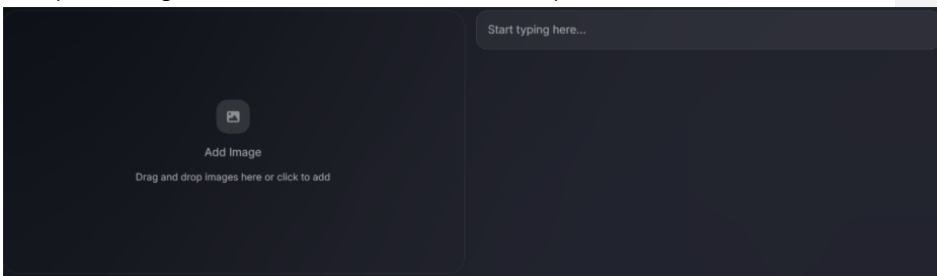 Start typing here...
Add Image
Drag and drop images here or click to add